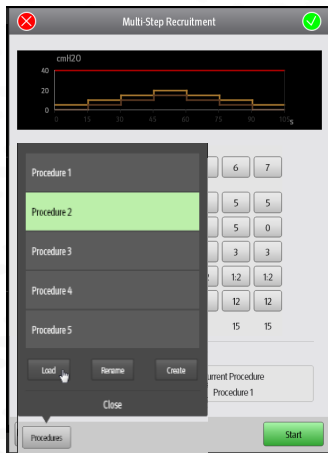 Multi-Step Recruitment
cmH2O
40
20
0
0 15 30 45 60 75 90 105 s
Procedure 1
6 7
Procedure 2
5 5
5 0
Procedure 3
3 3
1:2 1:2
Procedure 4
12 12
Procedure 5
15 15
Load Rename Create
urrent Procedure
Procedure 1
Close
Procedures
Start